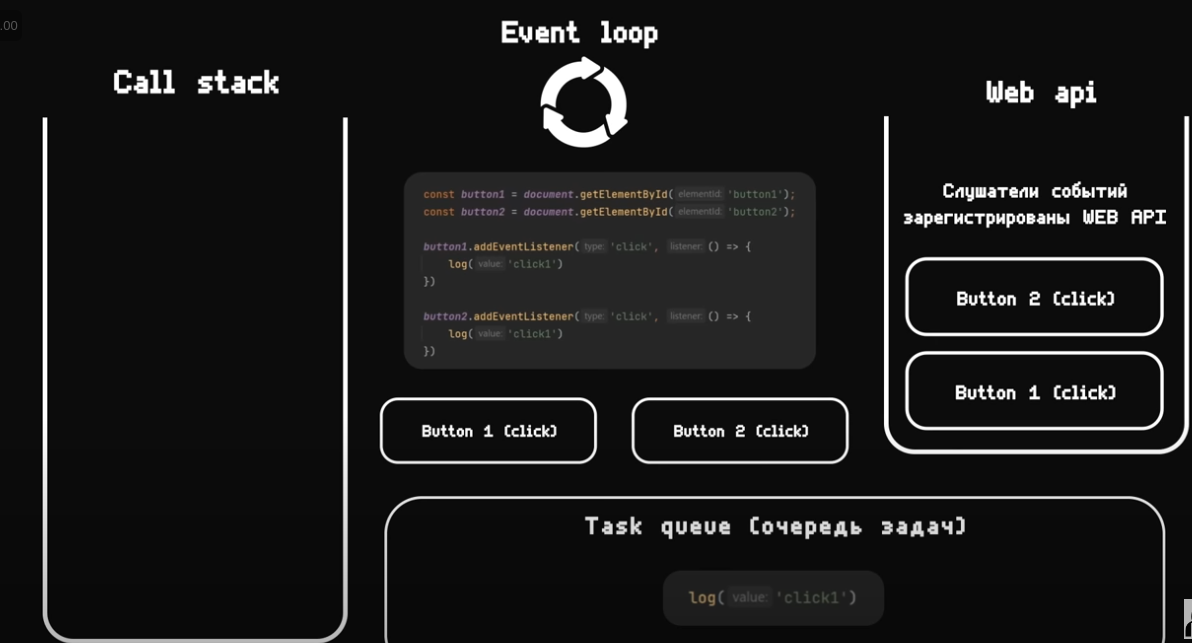 .00
Event loop
Call stack
Web api
const button1 = document.getElementById( elementId: 'button1');
const button2 = document.getElementById( elementId: 'button2');
button1.addEventListener( type: 'click', listener: () => {
log( value: 'click1')
})
button2.addEventListener( type: 'click', listener: () => {
log( value: 'click1')
})
Слушатели событий
зарегистрированы WEB API
Button 2 (click)
Button 1 (click)
Button 1 (click)
Button 2 (click)
Task queue (очередь задач)
log( value: 'click1')